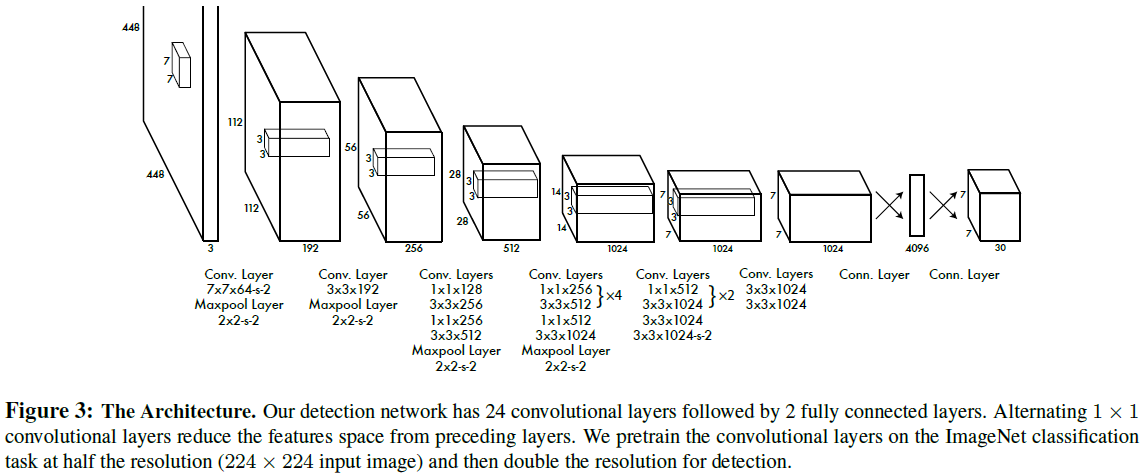 448
448
7
7
3
112
112
3
3
192
56
56
3
3
256
28
28
3
3
512
14
14
3
3
1024
7
7
3
3
1024
7
7
1024
4096
7
7
30
Conv. Layer
7x7x64-s-2
Maxpool Layer
2x2-s-2
Conv. Layer
3x3x192
Maxpool Layer
2x2-s-2
Conv. Layers
1x1x128
3x3x256
1x1x256
3x3x512
Maxpool Layer
2x2-s-2
Conv. Layers
1x1x256
3x3x512
}×4
1x1x512
3x3x1024
Maxpool Layer
2x2-s-2
Conv. Layers
1x1x512
3x3x1024
}×2
3x3x1024
3x3x1024-s-2
Conv. Layers
3x3x1024
3x3x1024
Conn. Layer
Conn. Layer
Figure 3: The Architecture. Our detection network has 24 convolutional layers followed by 2 fully connected layers. Alternating 1 × 1
convolutional layers reduce the features space from preceding layers. We pretrain the convolutional layers on the ImageNet classification
task at half the resolution (224 × 224 input image) and then double the resolution for detection.